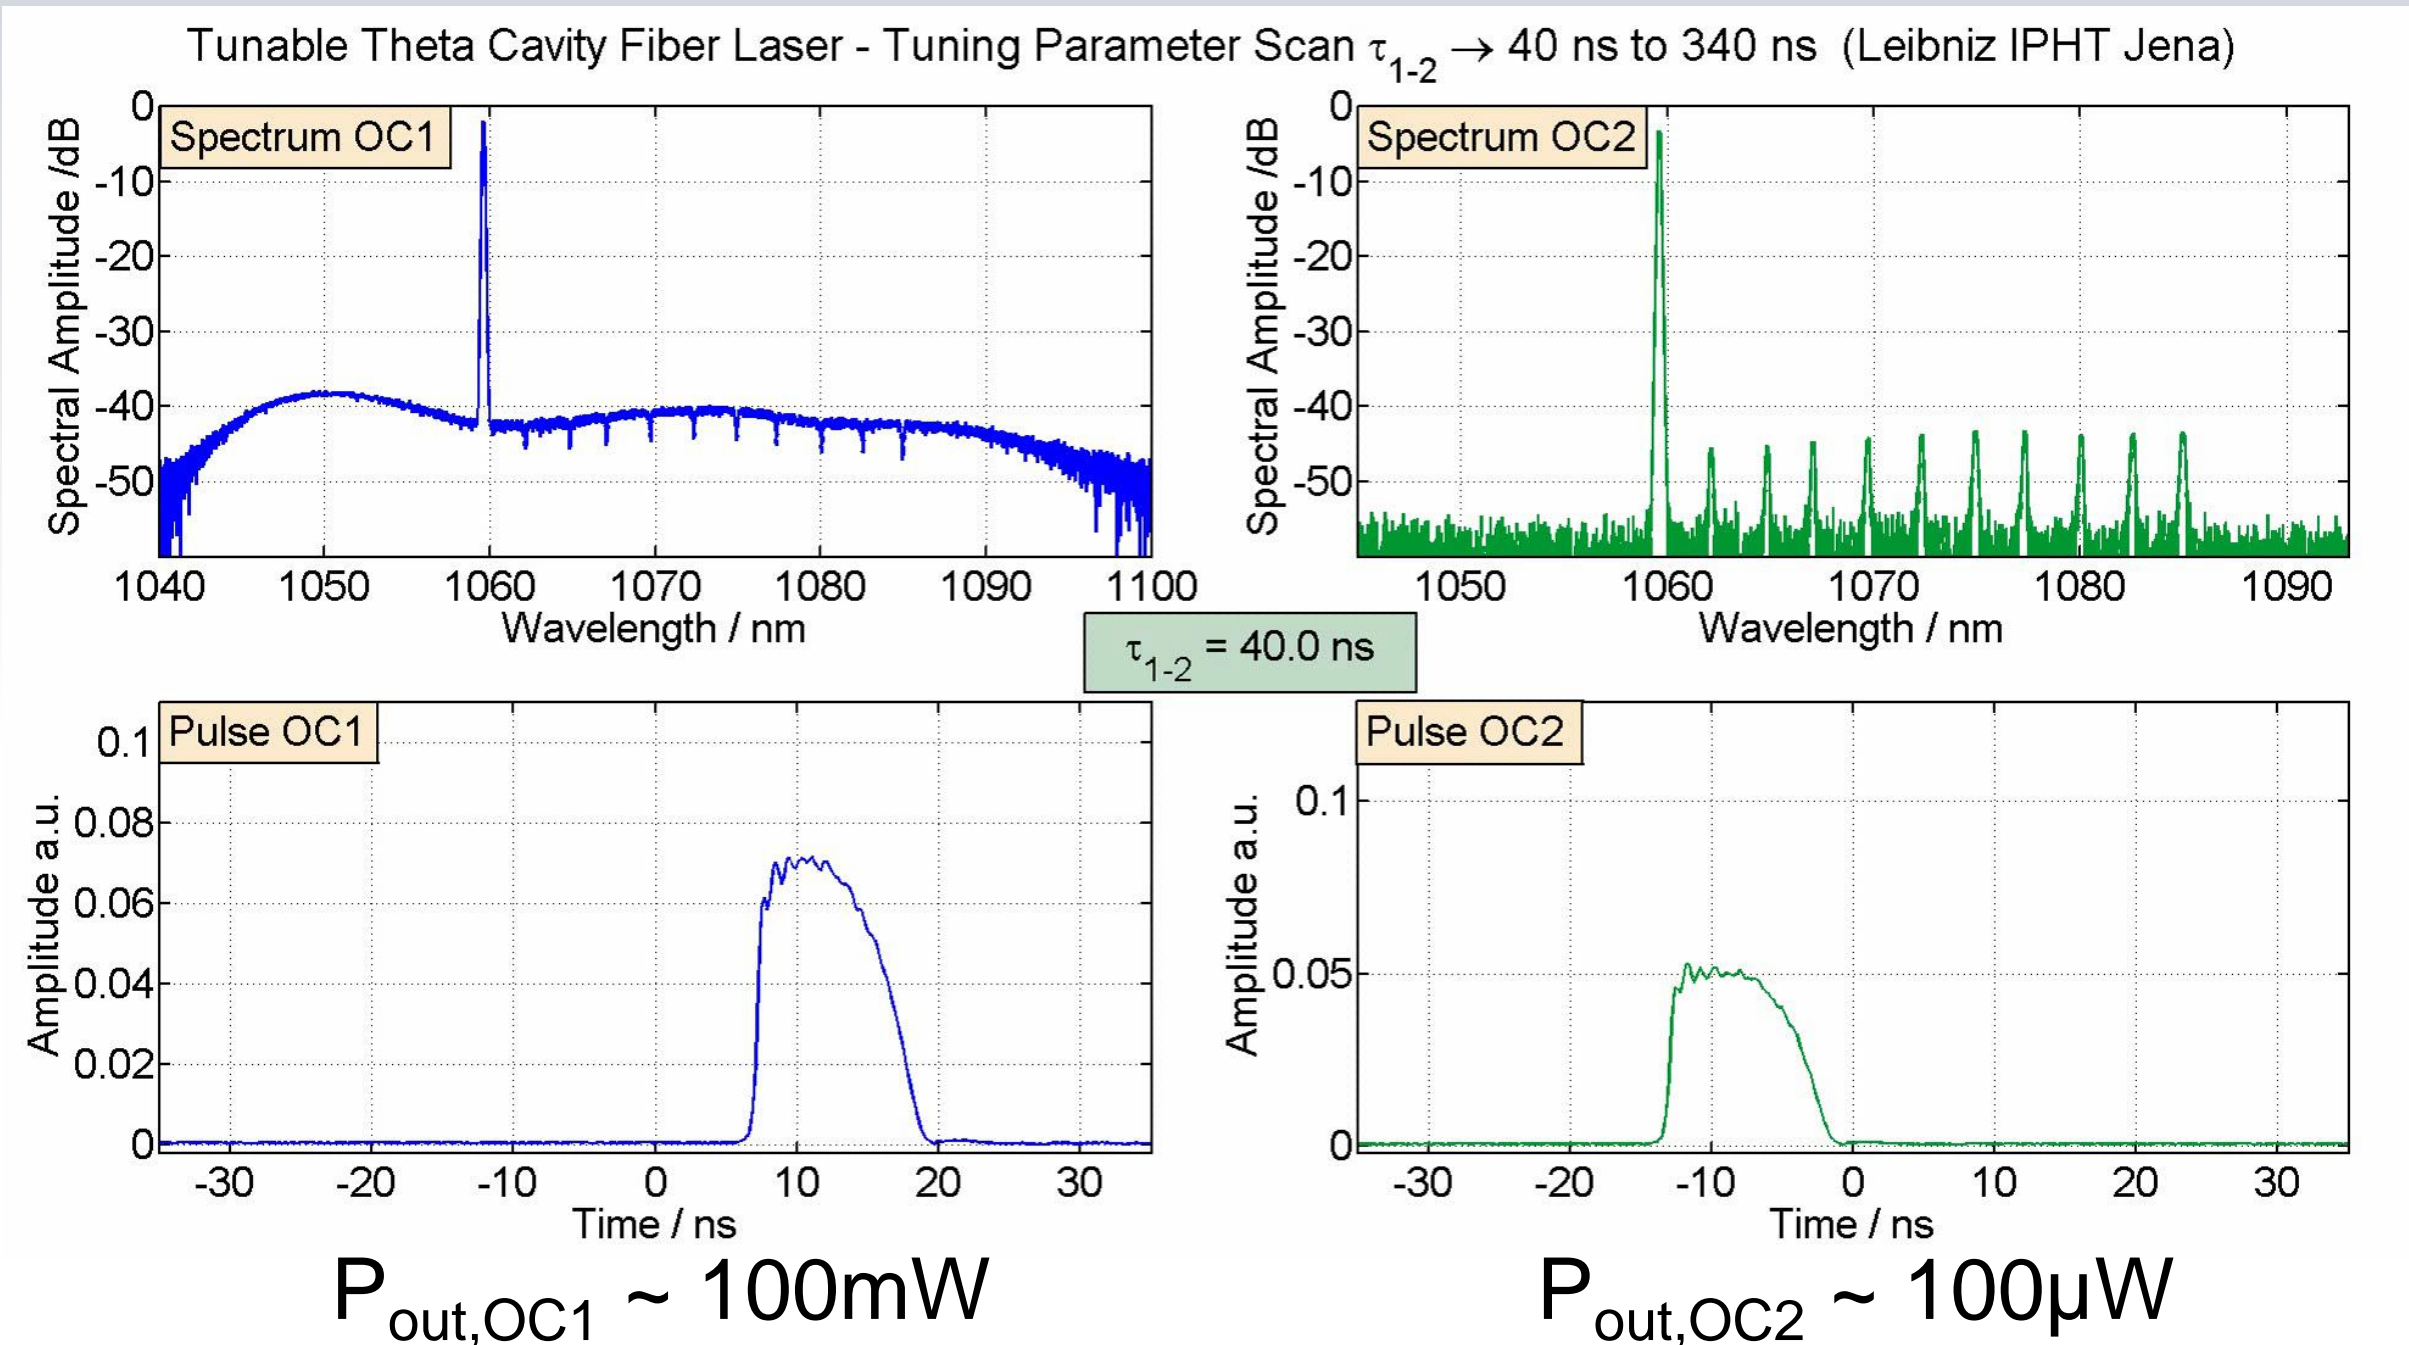 Tunable Theta Cavity Fiber Laser - Tuning Parameter Scan τ1-2 → 40 ns to 340 ns (Leibniz IPHT Jena)
Spectrum OC1
Spectral Amplitude /dB
0
-10
-20
-30
-40
-50
1040 1050 1060 1070 1080 1090 1100
Wavelength / nm
Spectrum OC2
Spectral Amplitude /dB
0
-10
-20
-30
-40
-50
1050 1060 1070 1080 1090
Wavelength / nm
τ1-2 = 40.0 ns
Pulse OC1
Amplitude a.u.
0.1
0.08
0.06
0.04
0.02
0
-30 -20 -10 0 10 20 30
Time / ns
Pulse OC2
Amplitude a.u.
0.1
0.05
0
-30 -20 -10 0 10 20 30
Time / ns
Pout,OC1 ~ 100mW
Pout,OC2 ~ 100µW